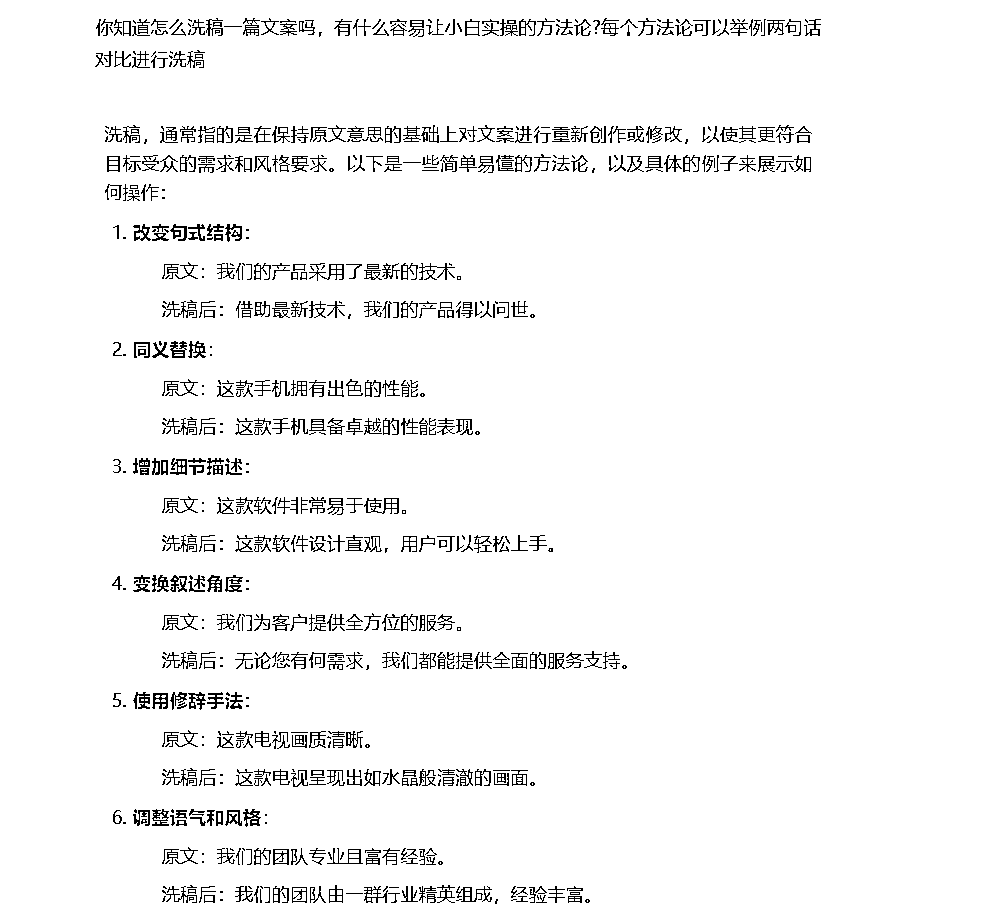 你知道怎么洗稿一篇文案吗，有什么容易让小白实操的方法论?每个方法论可以举例两句话
对比进行洗稿
洗稿，通常指的是在保持原文意思的基础上对文案进行重新创作或修改，以使其更符合
目标受众的需求和风格要求。以下是一些简单易懂的方法论，以及具体的例子来展示如
何操作：
1. 改变句式结构：
原文：我们的产品采用了最新的技术。
洗稿后：借助最新技术，我们的产品得以问世。
2. 同义替换：
原文：这款手机拥有出色的性能。
洗稿后：这款手机具备卓越的性能表现。
3. 增加细节描述：
原文：这款软件非常易于使用。
洗稿后：这款软件设计直观，用户可以轻松上手。
4. 变换叙述角度：
原文：我们为客户提供全方位的服务。
洗稿后：无论您有何需求，我们都能提供全面的服务支持。
5. 使用修辞手法：
原文：这款电视画质清晰。
洗稿后：这款电视呈现出如水晶般清澈的画面。
6. 调整语气和风格：
原文：我们的团队专业且富有经验。
洗稿后：我们的团队由一群行业精英组成，经验丰富。